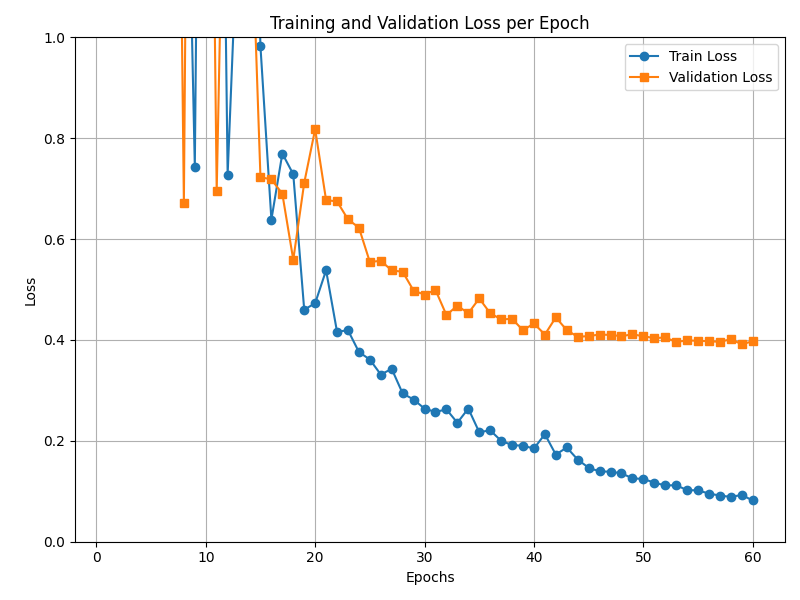 Training and Validation Loss per Epoch
Train Loss
Validation Loss
Loss
1.0
0.8
0.6
0.4
0.2
0.0
0 10 20 30 40 50 60
Epochs